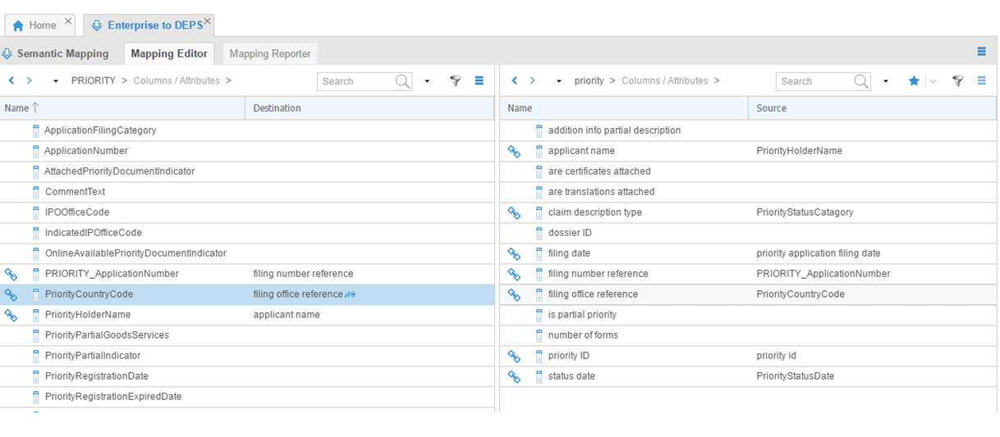 Home
Enterprise to DEPS
Semantic Mapping Mapping Editor Mapping Reporter
PRIORITY > Columns / Attributes > Search
Name Destination
ApplicationFilingCategory
ApplicationNumber
AttachedPriorityDocumentIndicator
CommentText
IPOOfficeCode
IndicatedIPOfficeCode
OnlineAvailablePriorityDocumentIndicator
PRIORITY_ApplicationNumber filing number reference
PriorityCountryCode filing office reference
PriorityHolderName applicant name
PriorityPartialGoodsServices
PriorityPartialIndicator
PriorityRegistrationDate
PriorityRegistrationExpiredDate
priority > Columns / Attributes > Search
Name Source
addition info partial description
applicant name PriorityHolderName
are certificates attached
are translations attached
claim description type PriorityStatusCatagory
dossier ID
filing date priority application filing date
filing number reference PRIORITY_ApplicationNumber
filing office reference PriorityCountryCode
is partial priority
number of forms
priority ID priority id
status date PriorityStatusDate